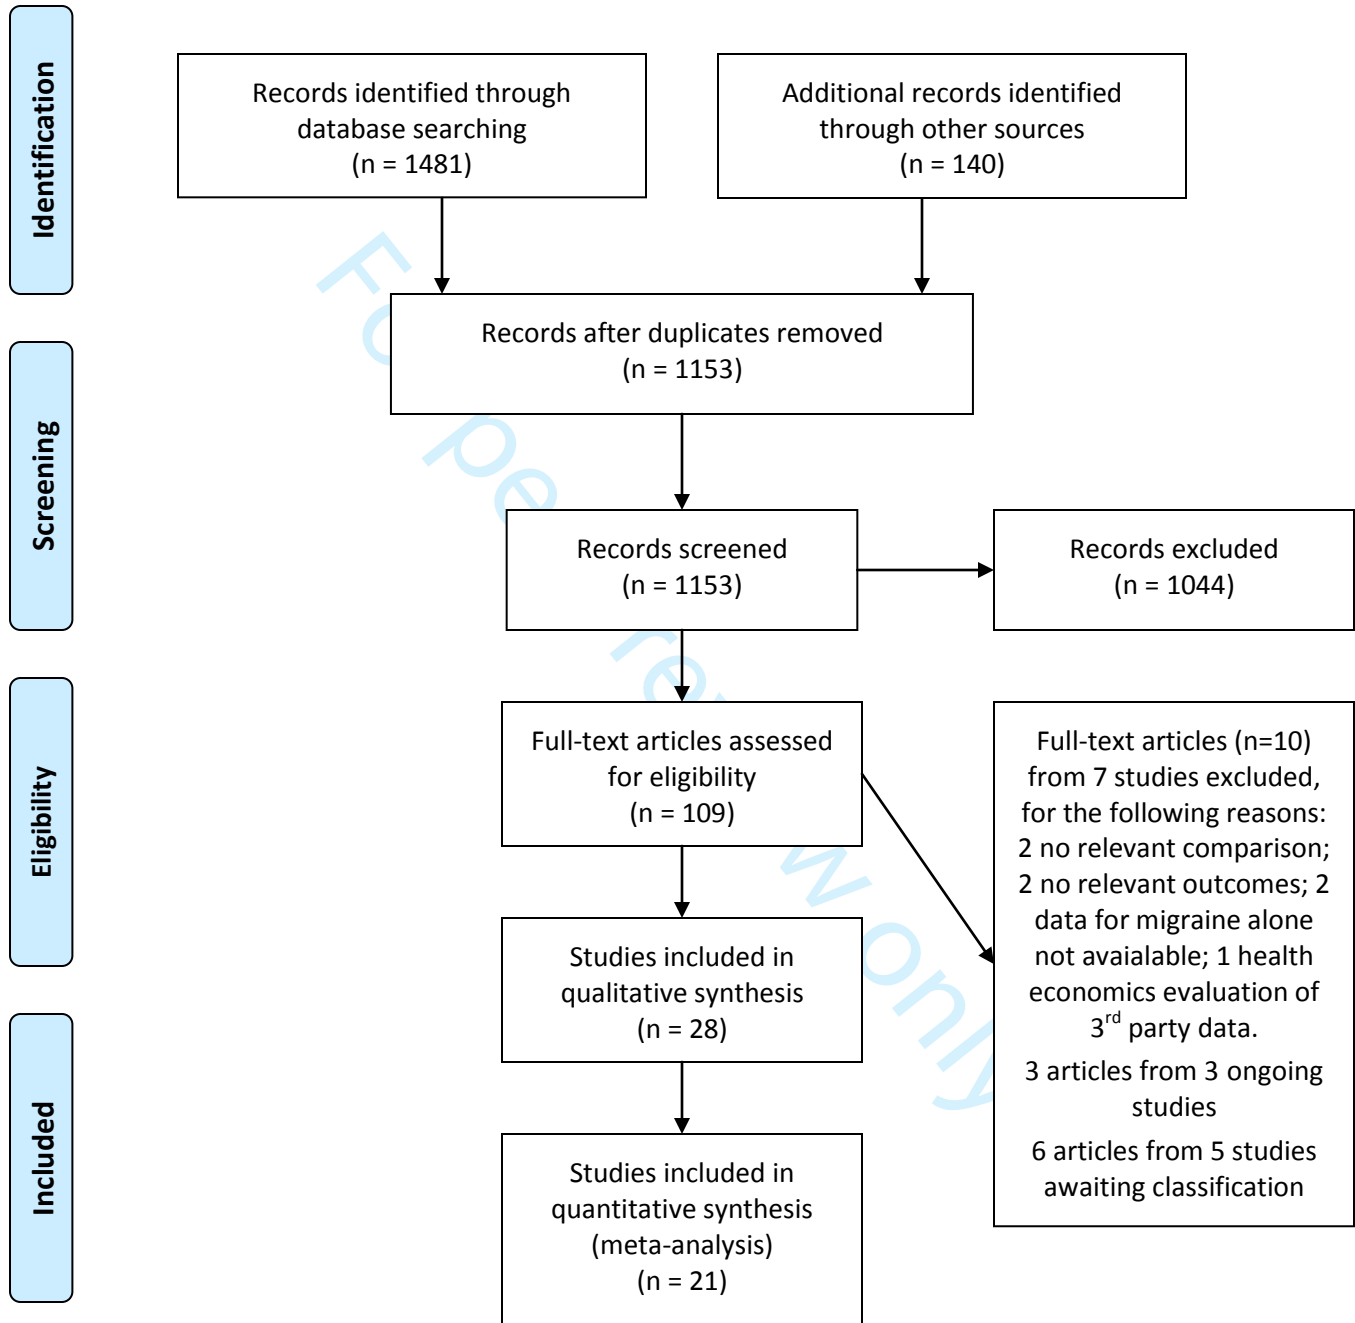 Identification
Records identified through
database searching
(n = 1481)
Additional records identified
through other sources
(n = 140)
Records after duplicates removed
(n = 1153)
Screening
Records screened
(n = 1153)
Records excluded
(n = 1044)
Eligibility
Full-text articles assessed
for eligibility
(n = 109)
Full-text articles (n=10)
from 7 studies excluded,
for the following reasons:
2 no relevant comparison;
2 no relevant outcomes; 2
data for migraine alone
not avaialable; 1 health
economics evaluation of
3rd party data.
3 articles from 3 ongoing
studies
6 articles from 5 studies
awaiting classification
Studies included in
qualitative synthesis
(n = 28)
Included
Studies included in
quantitative synthesis
(meta-analysis)
(n = 21)
For peer review only